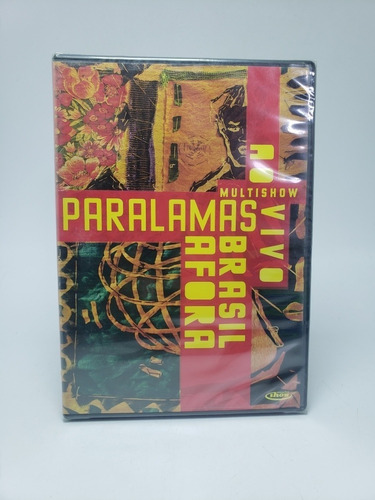 AO
MULTISHOW
VIVO
PARALAMAS
BRASIL
AFORA